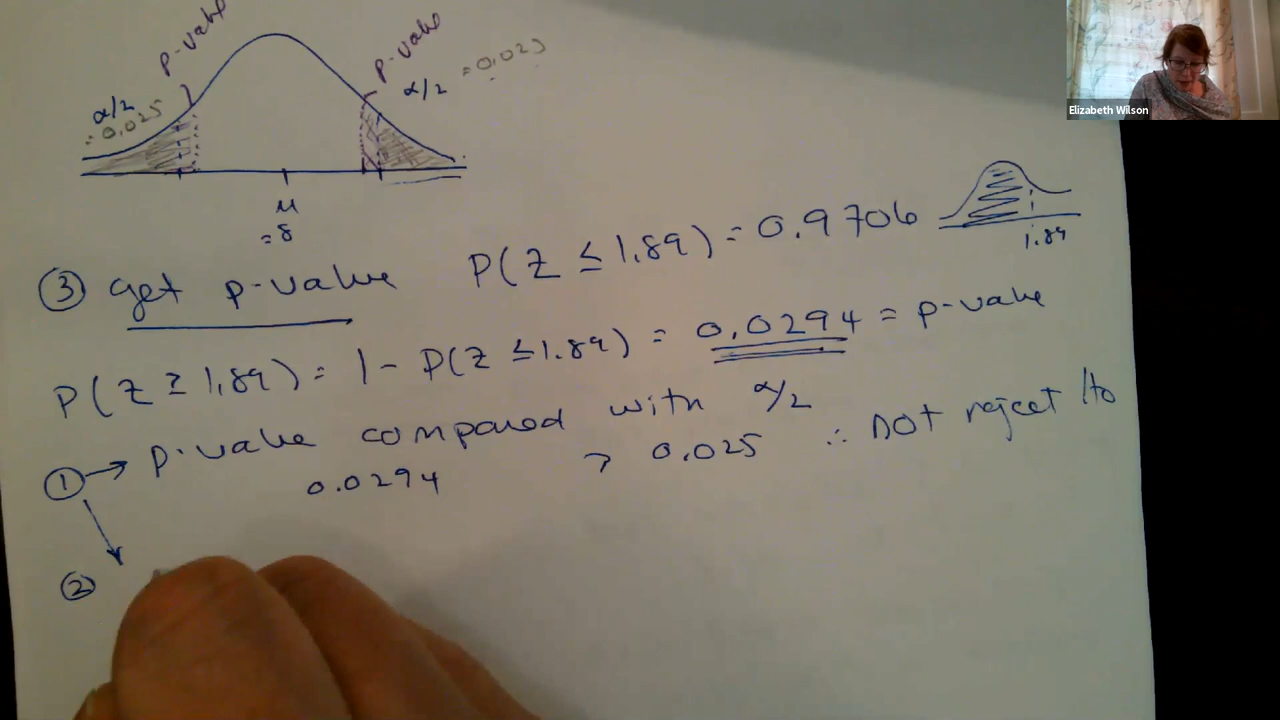 p-value
p-value
α/2
= 0.025
α/2
= 0.025
μ
= 8
③ get p-value P(Z ≤ 1.89) = 0.9706
1.89
P(Z ≥ 1.89) = 1 - P(Z ≤ 1.89) = 0.0294 = p-value
① → p-value compared with α/2
0.0294 > 0.025 ∴ not reject Ho
②
Elizabeth Wilson